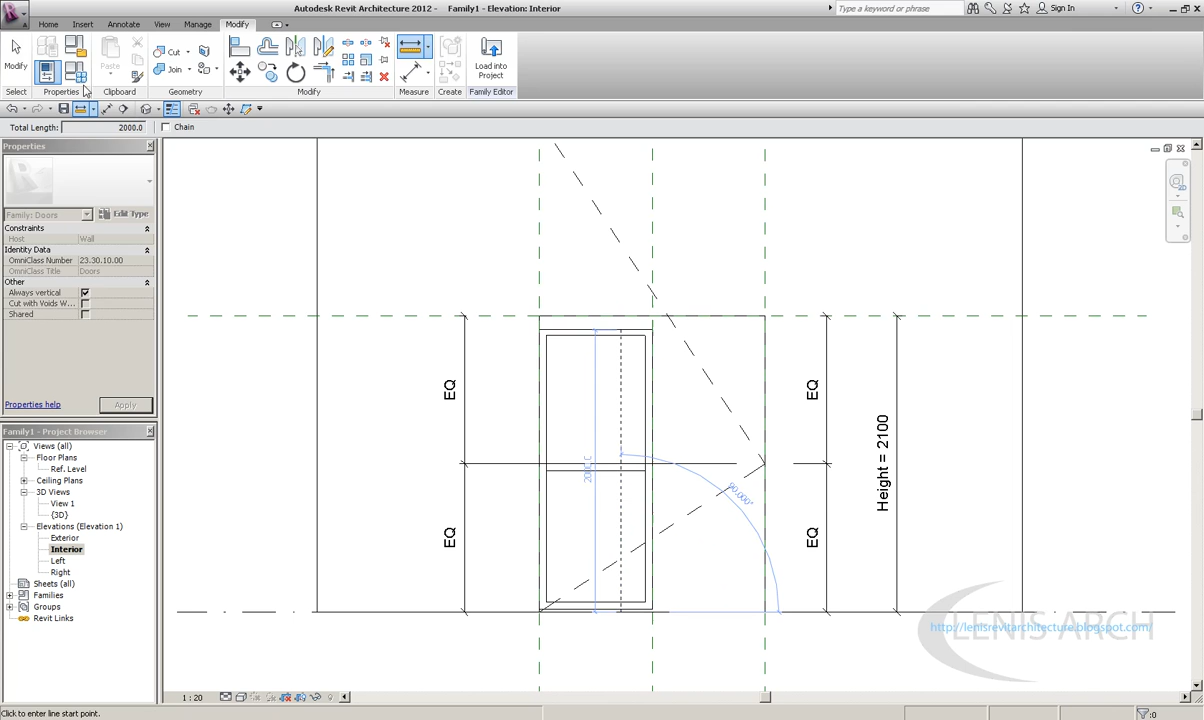 Autodesk Revit Architecture 2012 -    Family1 - Elevation: Interior
Type a keyword or phrase
Sign In
Home Insert Annotate View Manage Modify
Modify
Paste
Cut
Join
Load into
Project
Select Properties Clipboard Geometry Modify Measure Create Family Editor
Total Length: 2000.0 Chain
Properties
Family: Doors Edit Type
Constraints
Host Wall
Identity Data
OmniClass Number 23.30.10.00
OmniClass Title Doors
Other
Always vertical
Cut with Voids W...
Shared
Properties help Apply
Family1 - Project Browser
Views (all)
Floor Plans
Ref. Level
Ceiling Plans
3D Views
View 1
{3D}
Elevations (Elevation 1)
Exterior
Interior
Left
Right
Sheets (all)
Families
Groups
Revit Links
EQ
EQ
EQ
EQ
Height = 2100
2000.0
90.000°
LENIS ARCH
http://lenisrevitarchitecture.blogspot.com/
1 : 20
Click to enter line start point.
:0